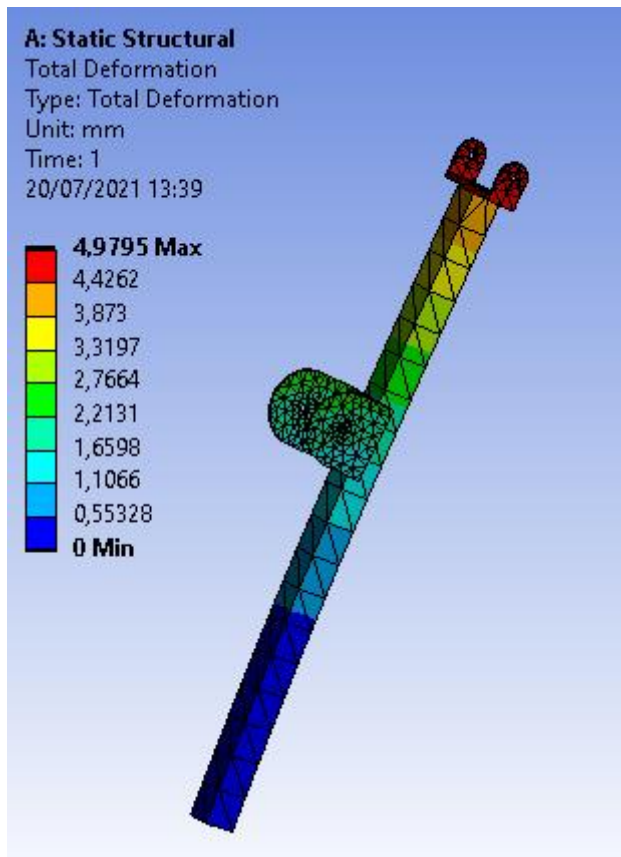 A: Static Structural
Total Deformation
Type: Total Deformation
Unit: mm
Time: 1
20/07/2021 13:39
4,9795 Max
4,4262
3,873
3,3197
2,7664
2,2131
1,6598
1,1066
0,55328
0 Min